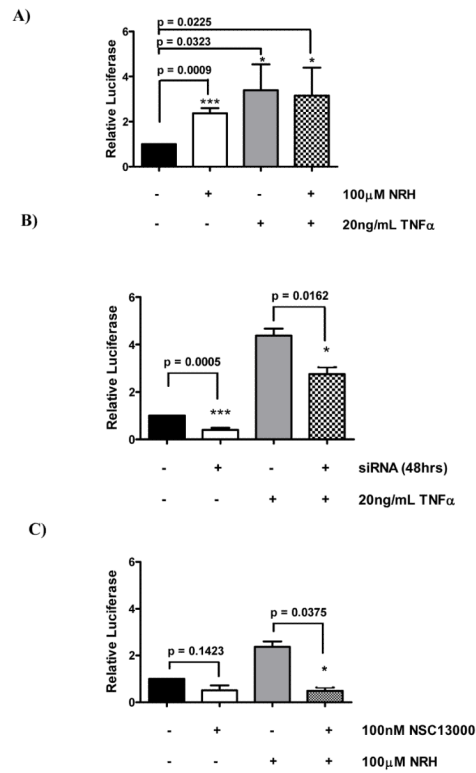 A)
p = 0.0225
p = 0.0323
p = 0.0009
*** * *
Relative Luciferase
6
4
2
0
- + - + 100µM NRH
- - + + 20ng/mL TNFα
B)
p = 0.0162
p = 0.0005
*** *
Relative Luciferase
6
4
2
0
- + - + siRNA (48hrs)
- - + + 20ng/mL TNFα
C)
p = 0.0375
p = 0.1423
*
Relative Luciferase
6
4
2
0
- + - + 100nM NSC13000
- - + + 100µM NRH